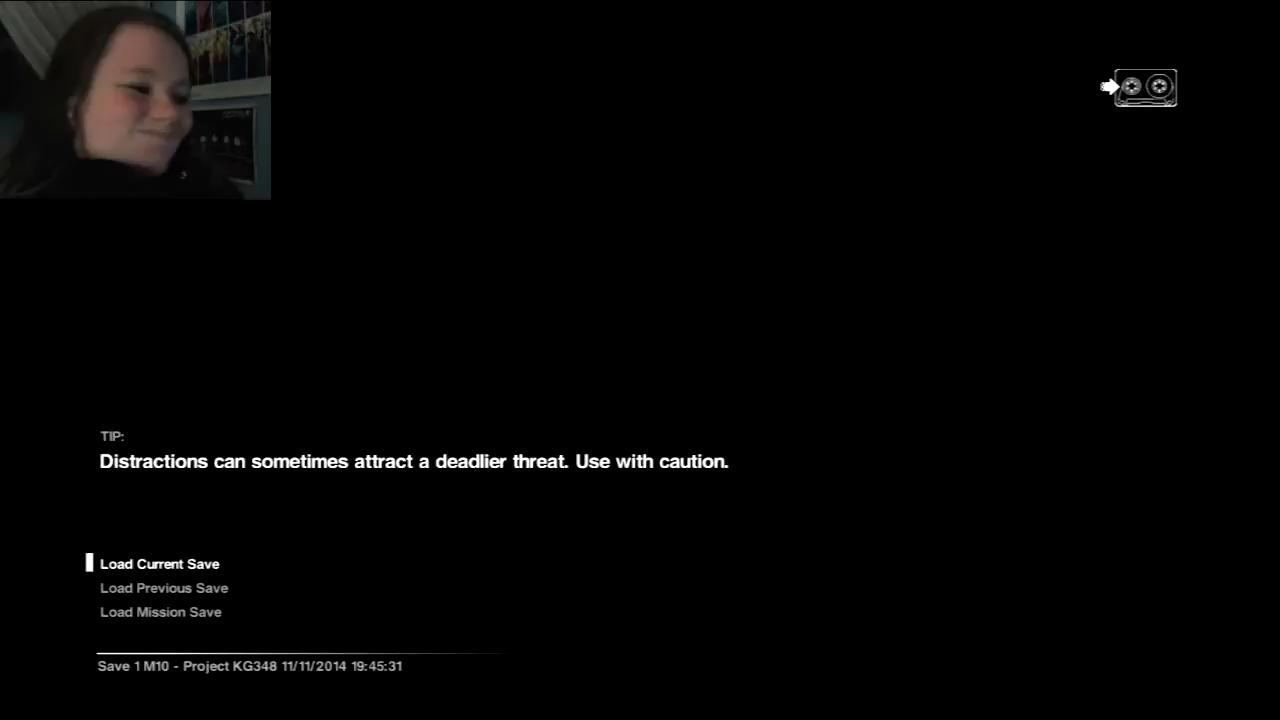 TIP:
Distractions can sometimes attract a deadlier threat. Use with caution.
Load Current Save
Load Previous Save
Load Mission Save
Save 1 M10 - Project KG348 11/11/2014 19:45:31